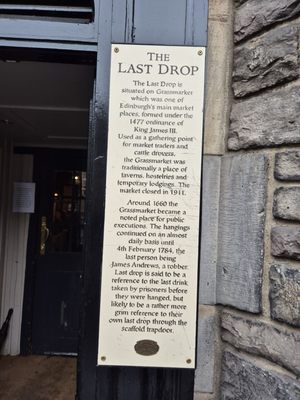 THE
LAST DROP
The Last Drop is
situated on Grassmarket
which was one of
Edinburgh's main market
places, formed under the
1477 ordinance of
King James III.
Used as a gathering point
for market traders and
cattle drovers,
the Grassmarket was
traditionally a place of
taverns, hostelries and
temporary lodgings. The
market closed in 1911.
Around 1660 the
Grassmarket became a
noted place for public
executions. The hangings
continued on an almost
daily basis until
4th February 1784, the
last person being
James Andrews, a robber.
Last drop is said to be a
reference to the last drink
taken by prisoners before
they were hanged, but
likely to be a rather more
grim reference to their
own last drop through the
scaffold trapdoor.